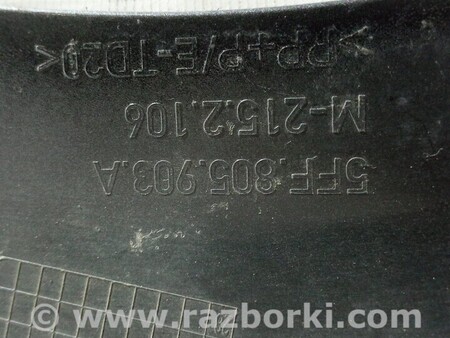 5FF.805.903.A
M-215.2.106
>PP+P/E-TD20<
© www.razborki.com